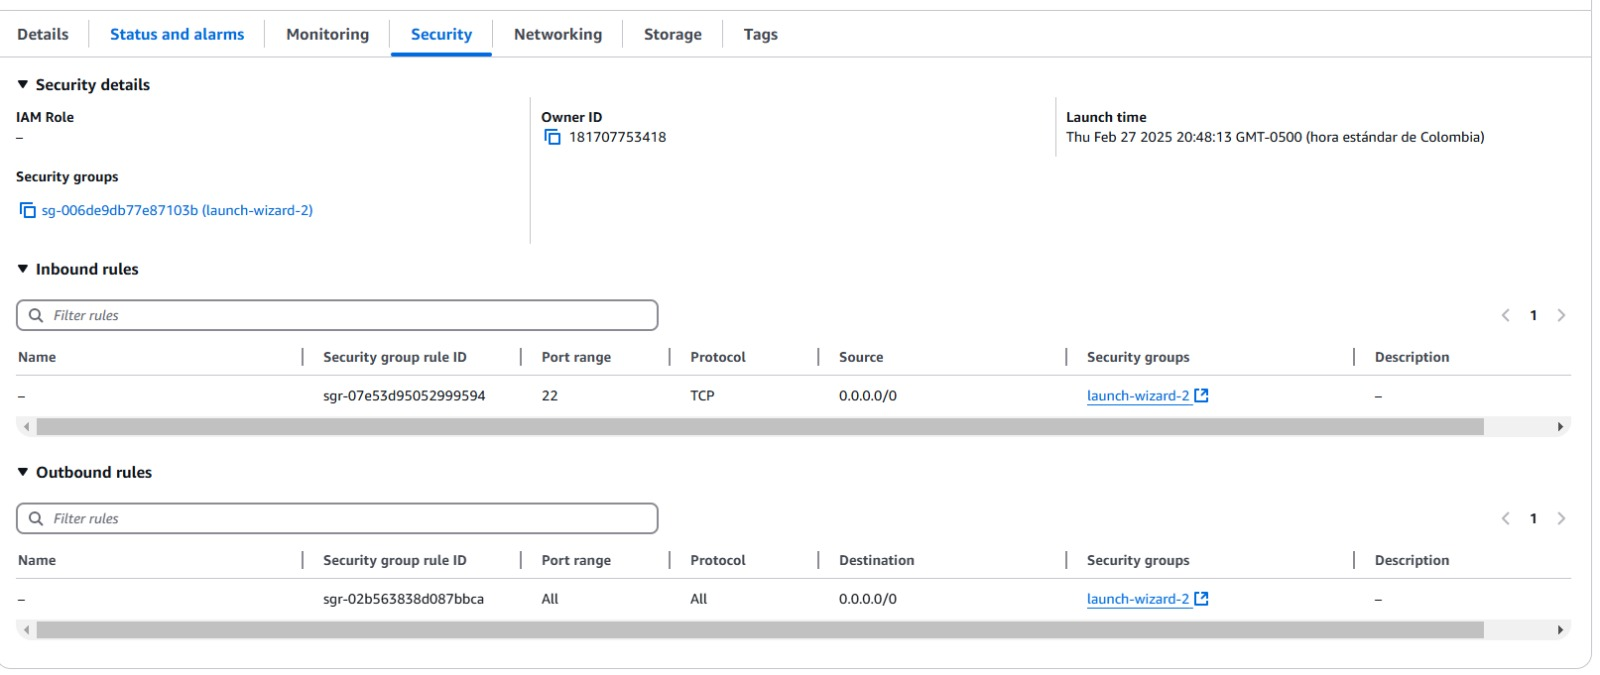 Details Status and alarms Monitoring Security Networking Storage Tags
Security details
IAM Role
–
Owner ID
181707753418
Launch time
Thu Feb 27 2025 20:48:13 GMT-0500 (hora estándar de Colombia)
Security groups
sg-006de9db77e87103b (launch-wizard-2)
Inbound rules
Filter rules
1
Name Security group rule ID Port range Protocol Source Security groups Description
– sgr-07e53d95052999594 22 TCP 0.0.0.0/0 launch-wizard-2 –
Outbound rules
Filter rules
1
Name Security group rule ID Port range Protocol Destination Security groups Description
– sgr-02b563838d087bbca All All 0.0.0.0/0 launch-wizard-2 –